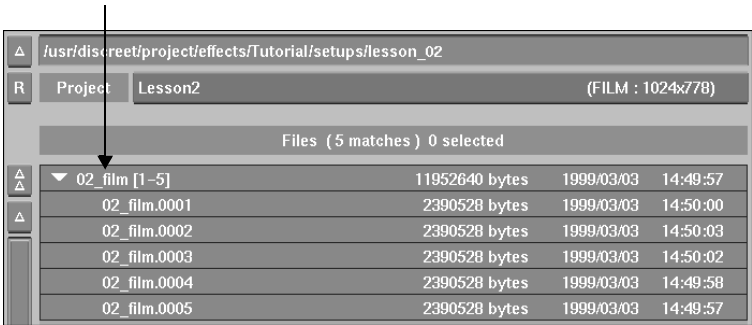 /usr/discreet/project/effects/Tutorial/setups/lesson_02
R Project Lesson2 (FILM : 1024x778)
Files ( 5 matches ) 0 selected
02_film [1-5] 11952640 bytes 1999/03/03 14:49:57
02_film.0001 2390528 bytes 1999/03/03 14:50:00
02_film.0002 2390528 bytes 1999/03/03 14:50:03
02_film.0003 2390528 bytes 1999/03/03 14:50:02
02_film.0004 2390528 bytes 1999/03/03 14:49:58
02_film.0005 2390528 bytes 1999/03/03 14:49:57